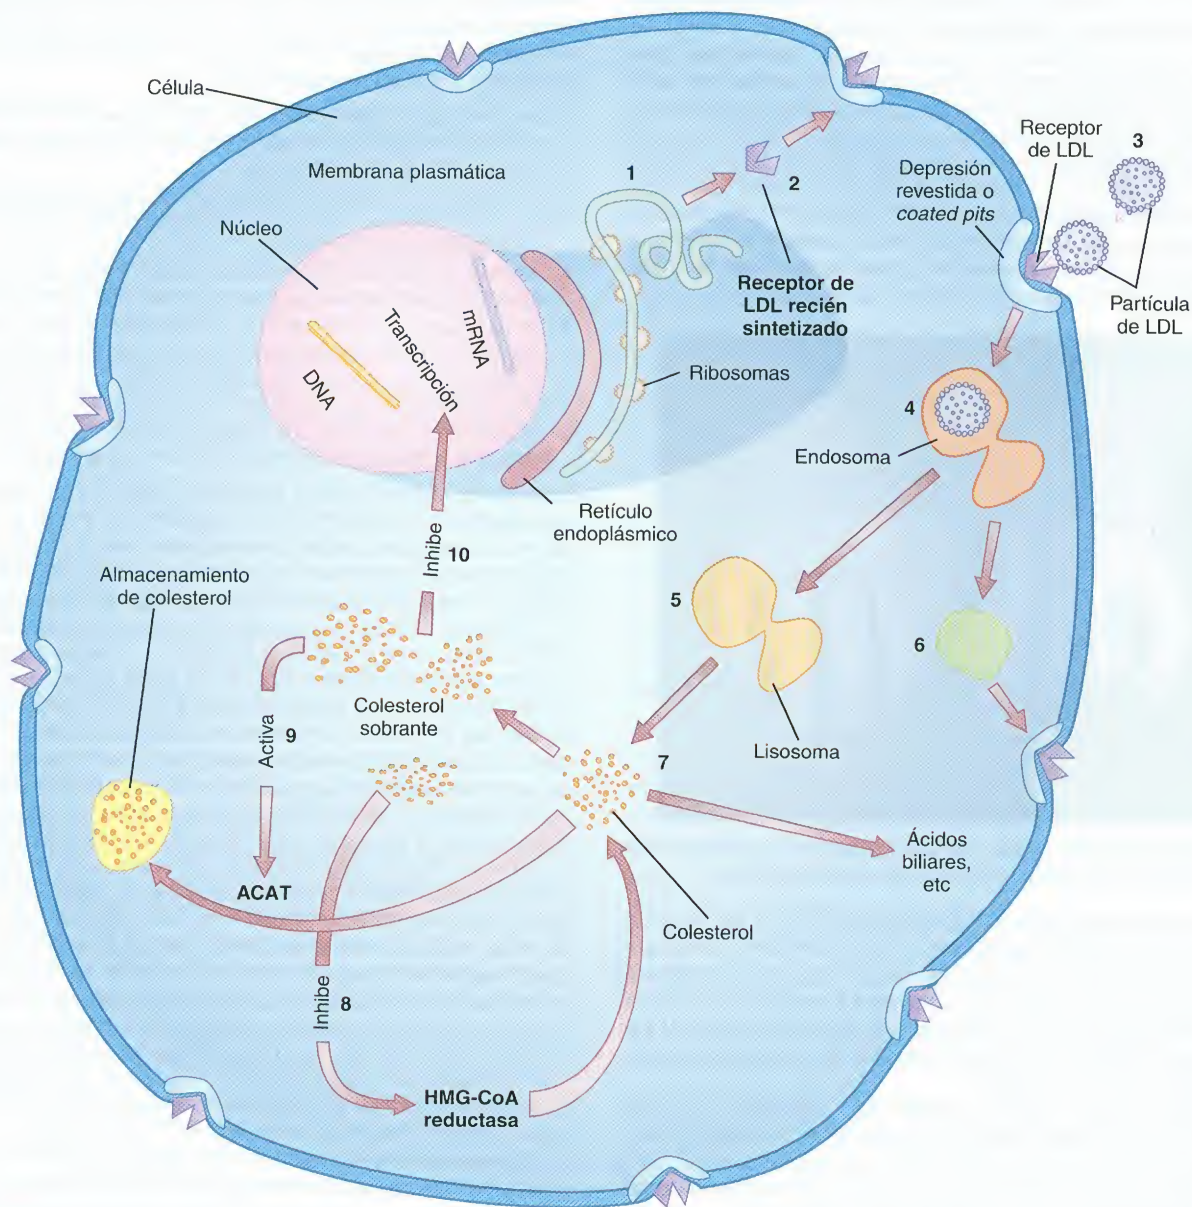 Célula
Membrana plasmática
Núcleo
DNA
Transcripción
mRNA
1
2
Receptor de
LDL recién
sintetizado
Ribosomas
Retículo
endoplásmico
Depresión
revestida o
coated pits
Receptor
de LDL
3
Partícula
de LDL
4
Endosoma
5
6
Lisosoma
7
Inhibe
10
Almacenamiento
de colesterol
Colesterol
sobrante
Activa
9
ACAT
Ácidos
biliares,
etc
Colesterol
Inhibe
8
HMG-CoA
reductasa